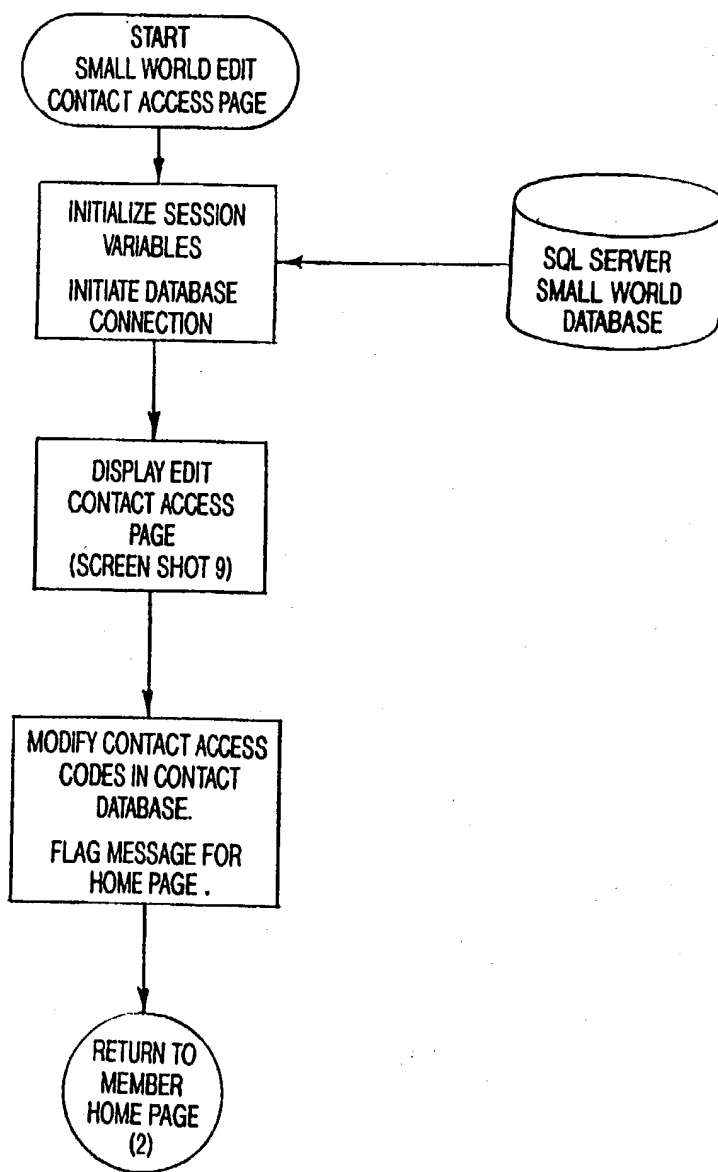 START
SMALL WORLD EDIT
CONTACT ACCESS PAGE
INITIALIZE SESSION
VARIABLES
INITIATE DATABASE
CONNECTION
SQL SERVER
SMALL WORLD
DATABASE
DISPLAY EDIT
CONTACT ACCESS
PAGE
(SCREEN SHOT 9)
MODIFY CONTACT ACCESS
CODES IN CONTACT
DATABASE.
FLAG MESSAGE FOR
HOME PAGE .
RETURN TO
MEMBER
HOME PAGE
(2)